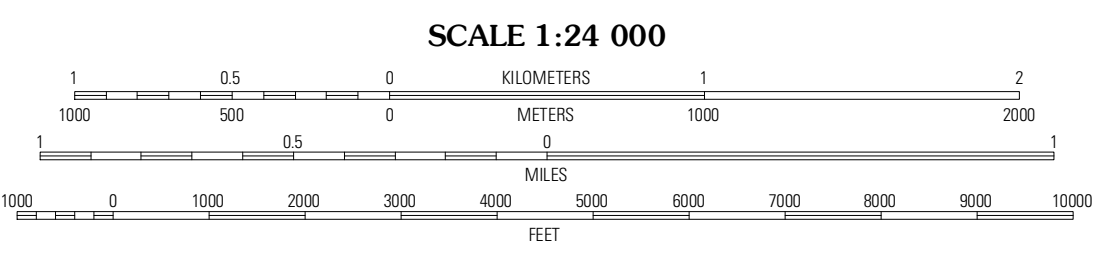 SCALE 1:24 000
1 0.5 0 KILOMETERS 1 2
1000 500 0 METERS 1000 2000
1 0.5 0 1
MILES
1000 0 1000 2000 3000 4000 5000 6000 7000 8000 9000 10000
FEET